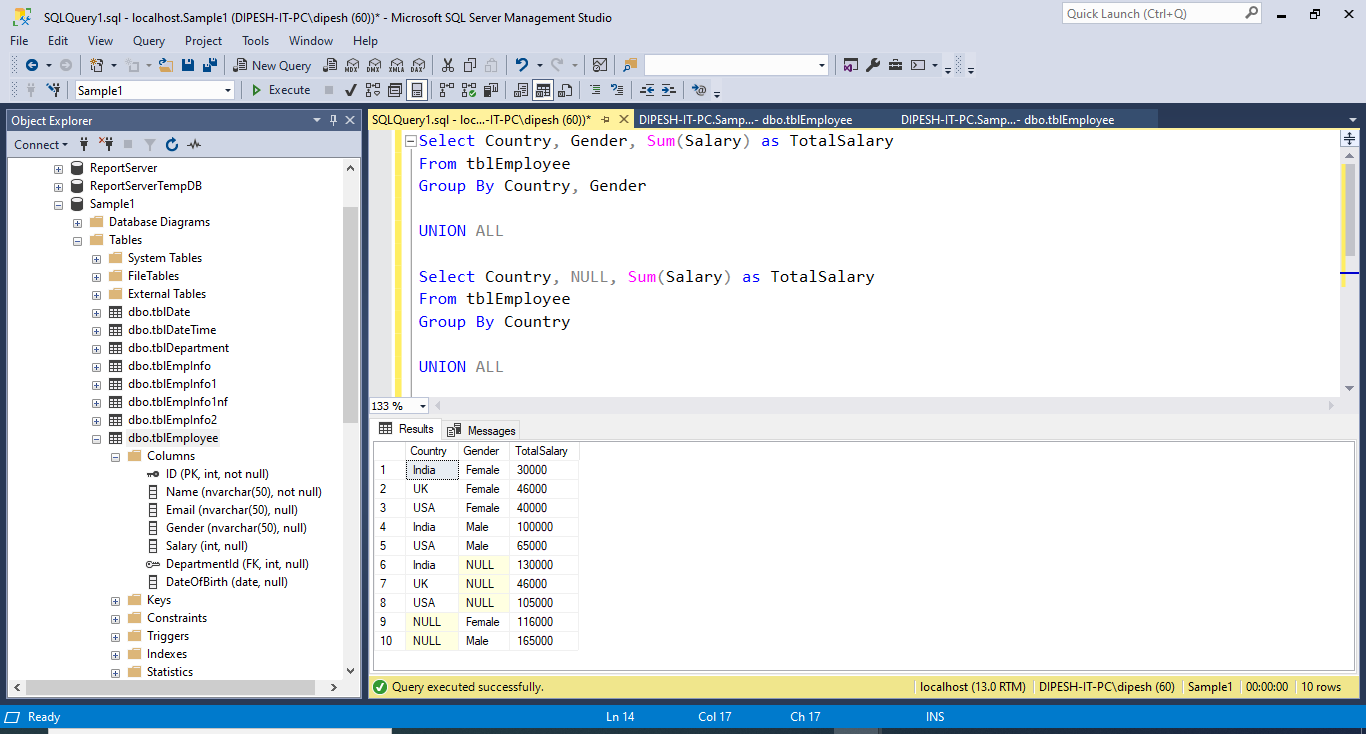 SQLQuery1.sql - localhost.Sample1 (DIPESH-IT-PC\dipesh (60))* - Microsoft SQL Server Management Studio
Quick Launch (Ctrl+Q)
File Edit View Query Project Tools Window Help
New Query MDX DMX XMLA DAX
Sample1 Execute
Object Explorer
Connect
ReportServer
ReportServerTempDB
Sample1
Database Diagrams
Tables
System Tables
FileTables
External Tables
dbo.tblDate
dbo.tblDateTime
dbo.tblDepartment
dbo.tblEmpInfo
dbo.tblEmpInfo1
dbo.tblEmpInfo1nf
dbo.tblEmpInfo2
dbo.tblEmployee
Columns
ID (PK, int, not null)
Name (nvarchar(50), not null)
Email (nvarchar(50), null)
Gender (nvarchar(50), null)
Salary (int, null)
DepartmentId (FK, int, null)
DateOfBirth (date, null)
Keys
Constraints
Triggers
Indexes
Statistics
SQLQuery1.sql - loc...-IT-PC\dipesh (60))* DIPESH-IT-PC.Samp...- dbo.tblEmployee DIPESH-IT-PC.Samp...- dbo.tblEmployee
Select Country, Gender, Sum(Salary) as TotalSalary
From tblEmployee
Group By Country, Gender
UNION ALL
Select Country, NULL, Sum(Salary) as TotalSalary
From tblEmployee
Group By Country
UNION ALL
133 %
Results Messages
Country Gender TotalSalary
1 India Female 30000
2 UK Female 46000
3 USA Female 40000
4 India Male 100000
5 USA Male 65000
6 India NULL 130000
7 UK NULL 46000
8 USA NULL 105000
9 NULL Female 116000
10 NULL Male 165000
Query executed successfully. localhost (13.0 RTM) DIPESH-IT-PC\dipesh (60) Sample1 00:00:00 10 rows
Ready Ln 14 Col 17 Ch 17 INS